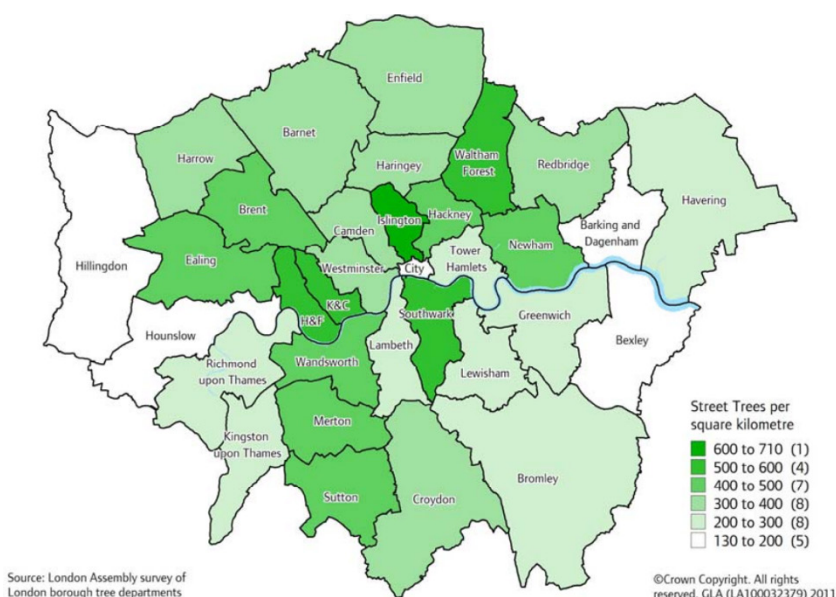 Enfield
Barnet
Harrow
Haringey
Waltham
Forest
Redbridge
Havering
Brent
Camden
Islington
Hackney
Newham
Barking and
Dagenham
Ealing
Hillingdon
Westminster
City
Tower
Hamlets
K&C
H&F
Southwark
Greenwich
Hounslow
Bexley
Richmond
upon Thames
Wandsworth
Lambeth
Lewisham
Merton
Kingston
upon Thames
Sutton
Croydon
Bromley
Street Trees per
square kilometre
600 to 710 (1)
500 to 600 (4)
400 to 500 (7)
300 to 400 (8)
200 to 300 (8)
130 to 200 (5)
Source: London Assembly survey of
London borough tree departments
©Crown Copyright. All rights
reserved. GLA (LA100032379) 2011